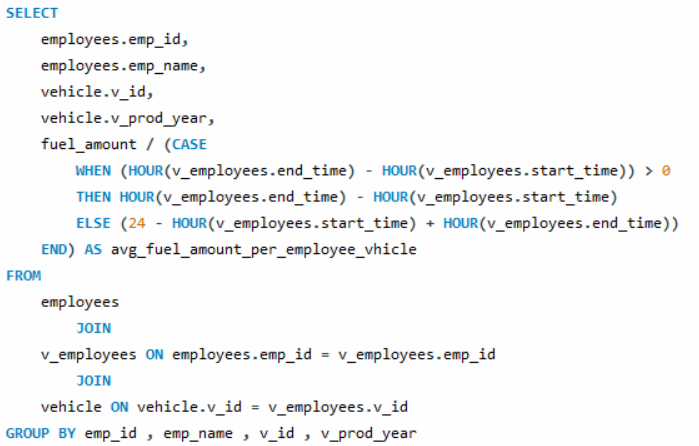 SELECT
employees.emp_id,
employees.emp_name,
vehicle.v_id,
vehicle.v_prod_year,
fuel_amount / (CASE
WHEN (HOUR(v_employees.end_time) - HOUR(v_employees.start_time)) > 0
THEN HOUR(v_employees.end_time) - HOUR(v_employees.start_time)
ELSE (24 - HOUR(v_employees.start_time) + HOUR(v_employees.end_time))
END) AS avg_fuel_amount_per_employee_vhicle
FROM
employees
JOIN
v_employees ON employees.emp_id = v_employees.emp_id
JOIN
vehicle ON vehicle.v_id = v_employees.v_id
GROUP BY emp_id , emp_name , v_id , v_prod_year